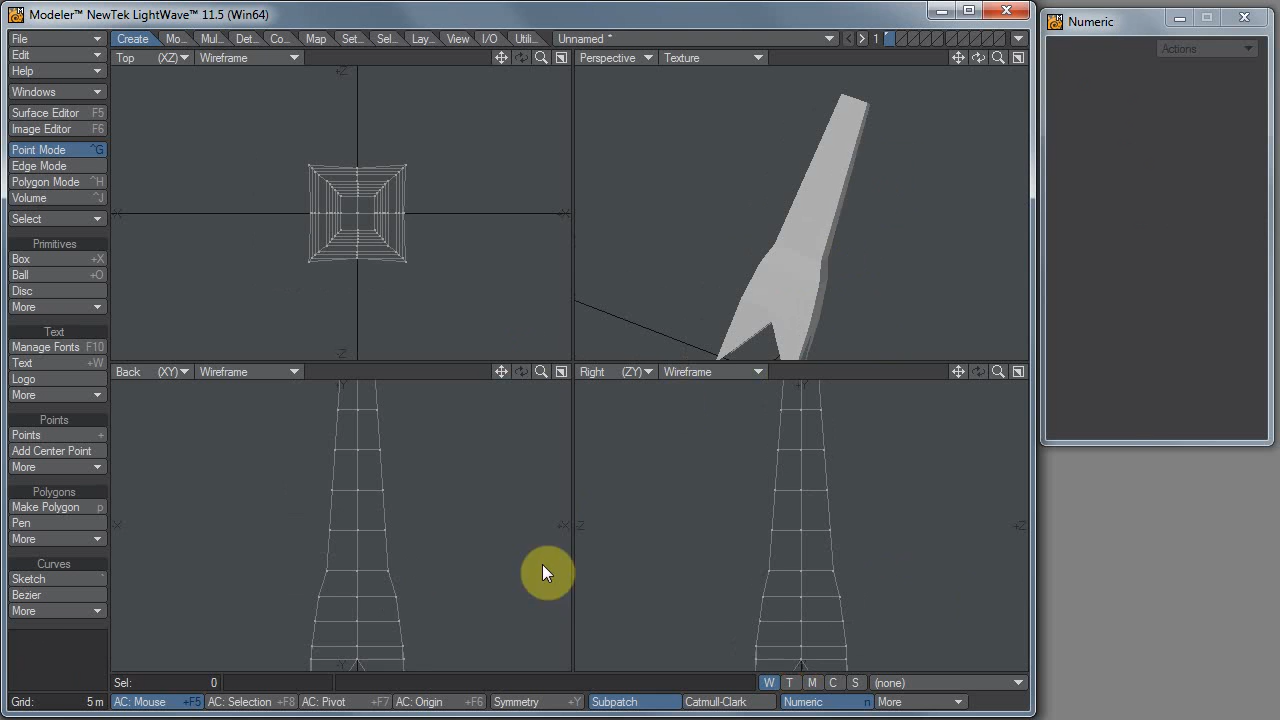 Modeler™ NewTek LightWave™ 11.5 (Win64)
Numeric
File
Edit
Help
Windows
Surface Editor F5
Image Editor F6
Point Mode ^G
Edge Mode
Polygon Mode ^H
Volume ^J
Select
Primitives
Box +X
Ball +O
Disc
More
Text
Manage Fonts F10
Text +W
Logo
More
Points
Points +
Add Center Point
More
Polygons
Make Polygon p
Pen
More
Curves
Sketch `
Bezier
More
Grid: 5 m
Create Mo... Mul... Det... Co... Map Set... Sel... Lay... View I/O Utili... Unnamed * 1
Top (XZ) Wireframe
Perspective Texture
Back (XY) Wireframe
Right (ZY) Wireframe
+Z
-X +X
-Z
+Y
-X +X
-Y
+Y
-Z +Z
-Y
Sel: 0
W T M C S (none)
AC: Mouse +F5 AC: Selection +F8 AC: Pivot +F7 AC: Origin +F6 Symmetry +Y Subpatch Catmull-Clark Numeric n More
Actions